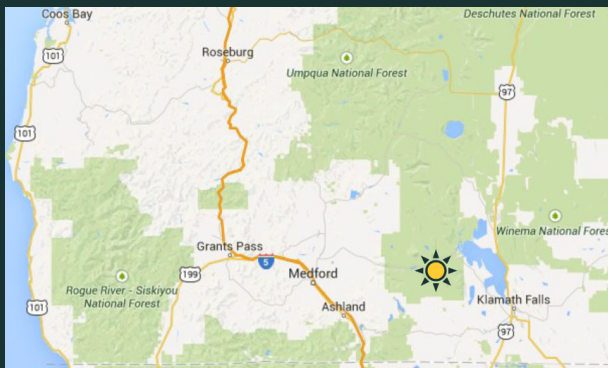 Coos Bay
Deschutes National Forest
Roseburg
101
Umpqua National Forest
97
101
Winema National Fores
Grants Pass
5
199
Medford
Rogue River - Siskiyou
National Forest
Klamath Falls
101
Ashland
97